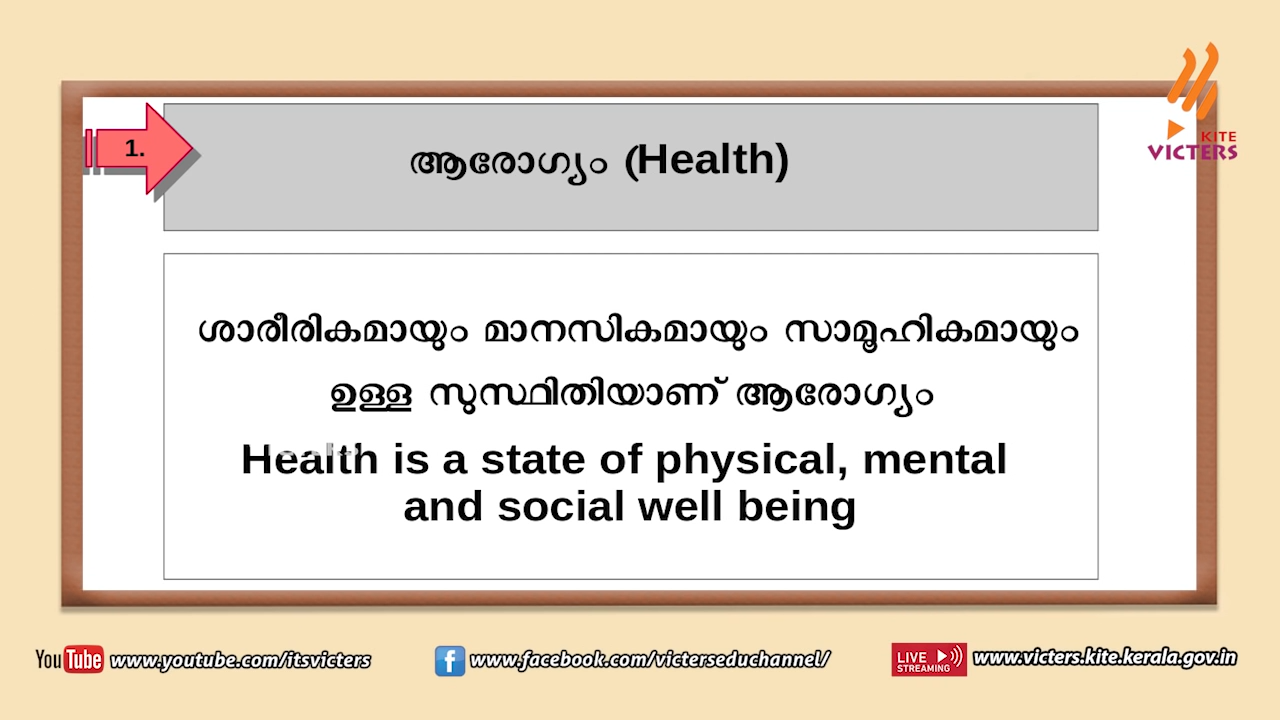 1.
ആരോഗ്യം (Health)
KITE
VICTERS
ശാരീരികമായും മാനസികമായും സാമൂഹികമായും
ഉള്ള സുസ്ഥിതിയാണ് ആരോഗ്യം
Health is a state of physical, mental
and social well being
YouTube www.youtube.com/itsvicters
f www.facebook.com/victerseduchannel/
LIVE STREAMING www.victers.kite.kerala.gov.in